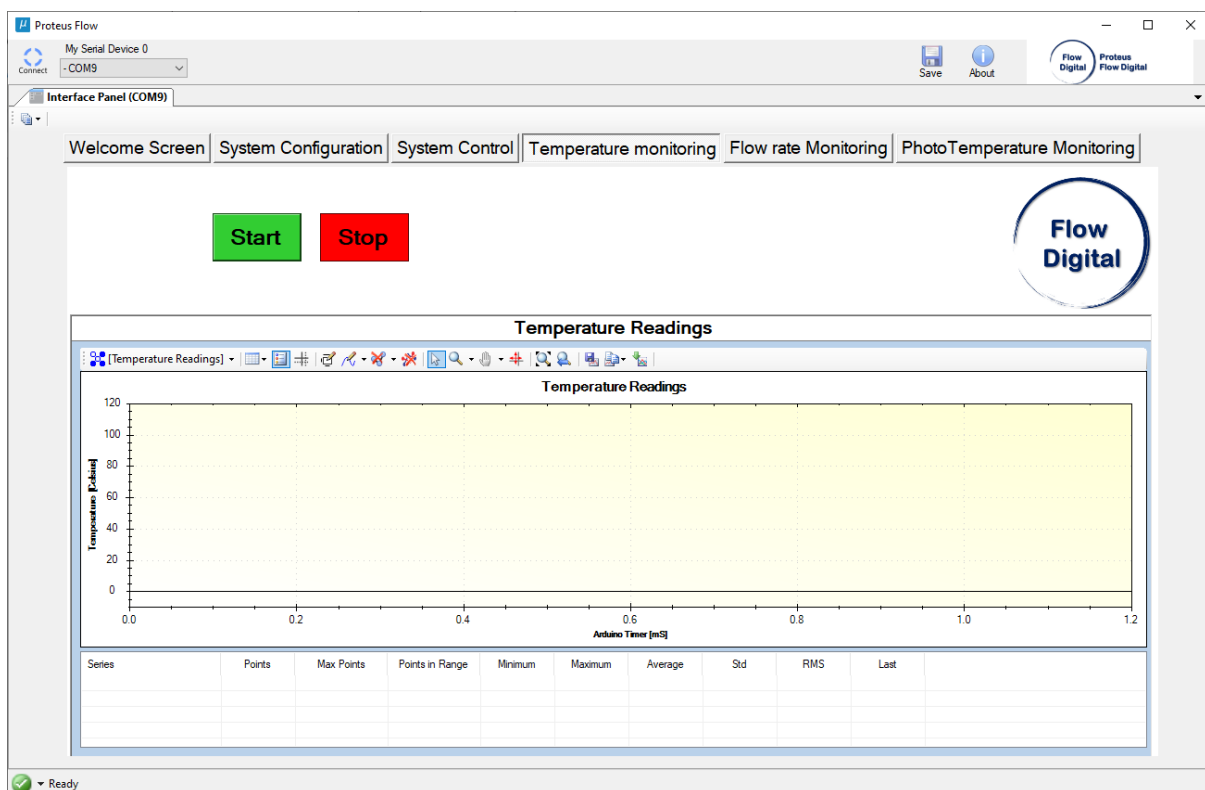 Proteus Flow
My Serial Device 0
Connect
- COM9
Save
About
Flow Digital
Proteus Flow Digital
Interface Panel (COM9)
Welcome Screen System Configuration System Control Temperature monitoring Flow rate Monitoring PhotoTemperature Monitoring
Start Stop
Flow
Digital
Temperature Readings
[Temperature Readings]
Temperature Readings
120
100
80
60
40
20
0
Temperature [Celsius]
0.0 0.2 0.4 0.6 0.8 1.0 1.2
Arduino Timer [mS]
Series Points Max Points Points in Range Minimum Maximum Average Std RMS Last
Ready